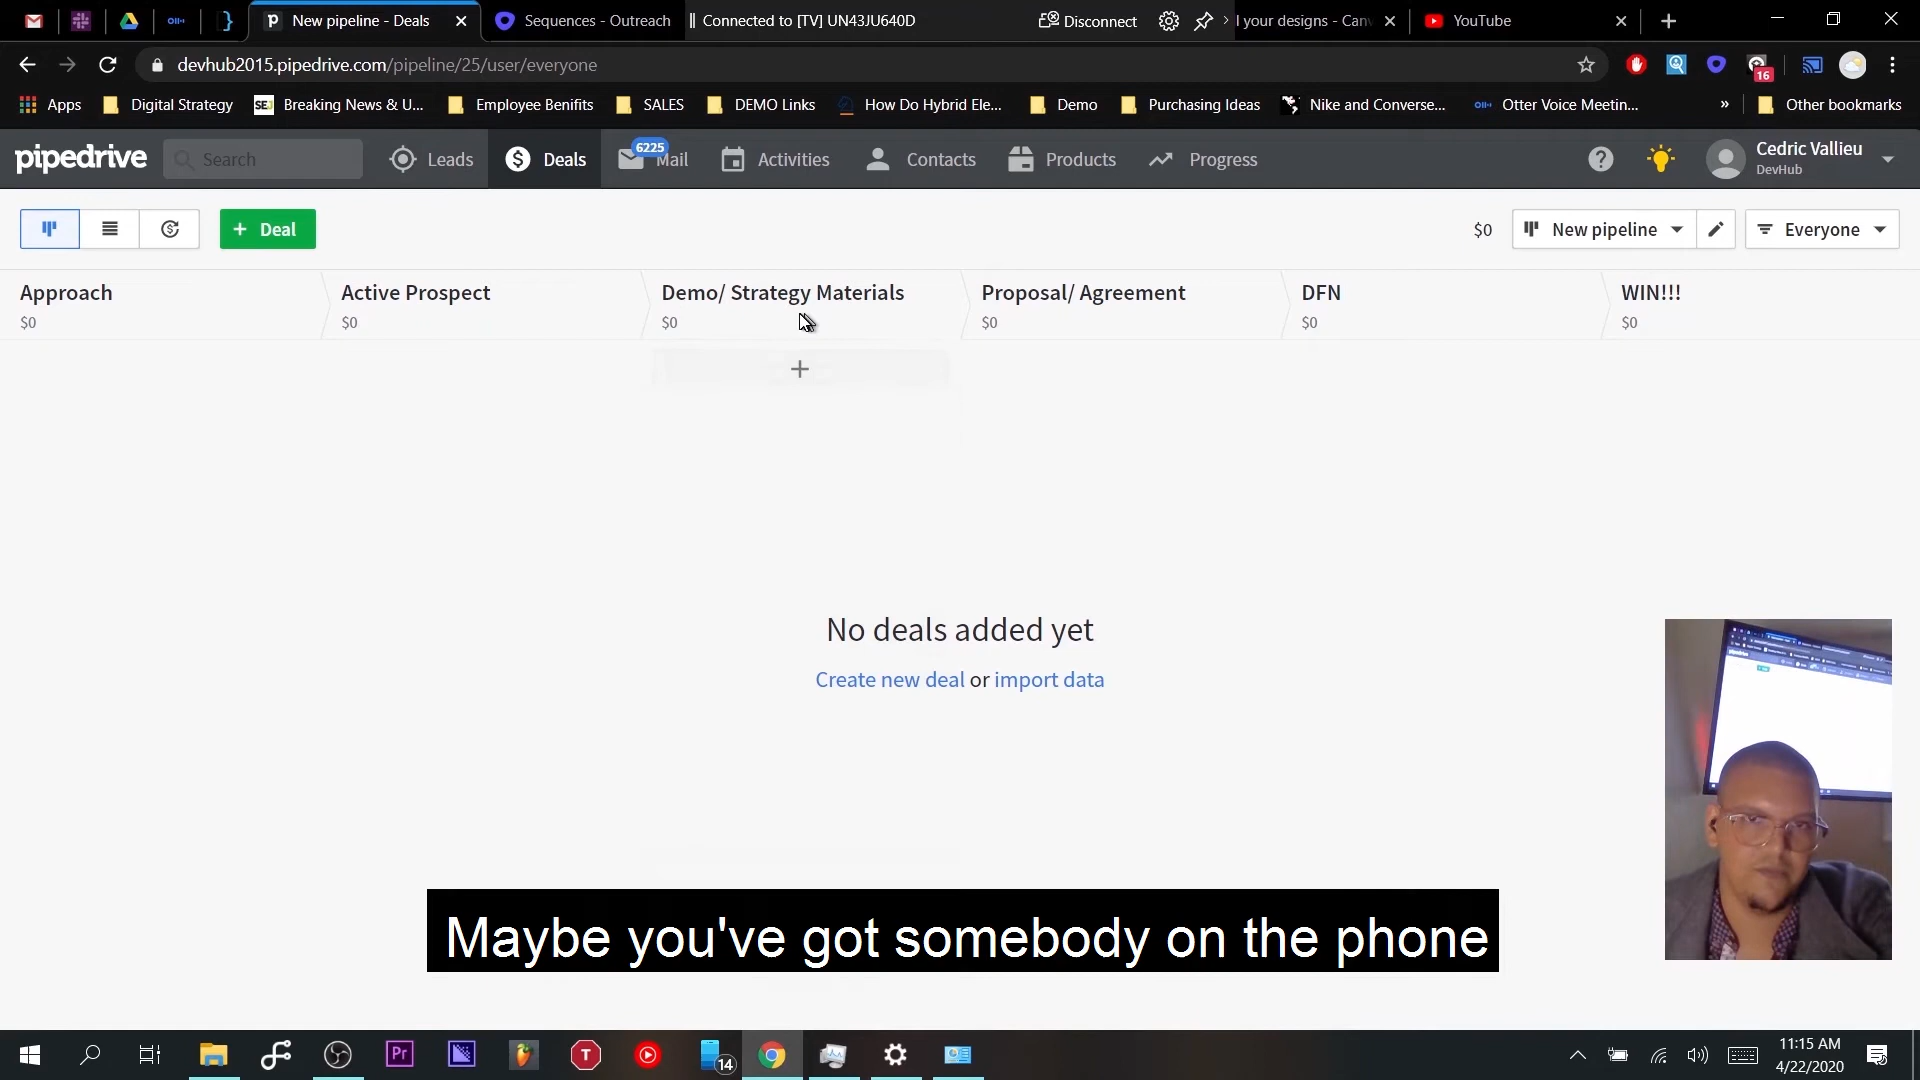 New pipeline - Deals
Sequences - Outreach
Connected to [TV] UN43JU640D
Disconnect
l your designs - Can
YouTube
devhub2015.pipedrive.com/pipeline/25/user/everyone
16
Apps
Digital Strategy
SEJ
Breaking News & U...
Employee Benifits
SALES
DEMO Links
How Do Hybrid Ele...
Demo
Purchasing Ideas
Nike and Converse...
Otter Voice Meetin...
»
Other bookmarks
pipedrive
Search
Leads
Deals
6225
Mail
Activities
Contacts
Products
Progress
Cedric Vallieu
DevHub
+ Deal
$0
New pipeline
Everyone
Approach
$0
Active Prospect
$0
Demo/ Strategy Materials
$0
Proposal/ Agreement
$0
DFN
$0
WIN!!!
$0
+
No deals added yet
Create new deal or import data
Maybe you've got somebody on the phone
Pr
T
14
11:15 AM
4/22/2020